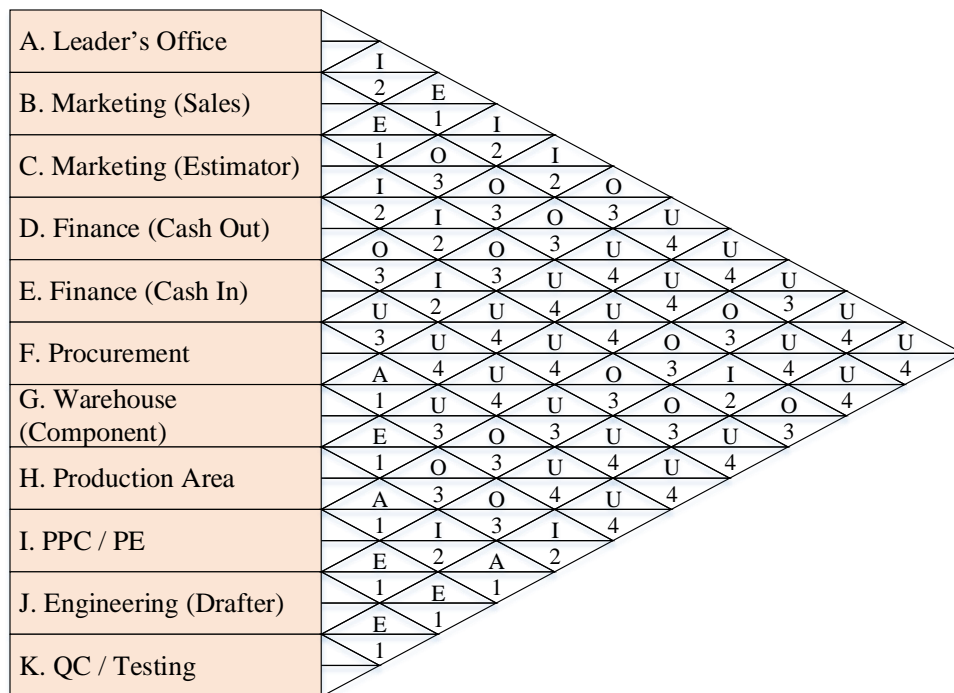 A. Leader’s Office
I
2 E
B. Marketing (Sales)
E 1 I
1 O 2 I
C. Marketing (Estimator)
I 3 O 2 O
2 I 3 O 3 U
D. Finance (Cash Out)
O 2 O 3 U 4 U
3 I 3 U 4 U 4 U
E. Finance (Cash In)
U 2 U 4 U 4 O 3 U
3 U 4 U 4 O 3 U 4 U
F. Procurement
A 4 U 4 O 3 I 4 U 4
G. Warehouse
1 U 4 U 3 O 2 O 4
(Component)
E 3 O 3 U 3 U 3
1 O 3 U 4 U 4
H. Production Area
A 3 O 4 U 4
1 I 3 I 4
I. PPC / PE
E 2 A 2
1 E 1
J. Engineering (Drafter)
E 1
1
K. QC / Testing